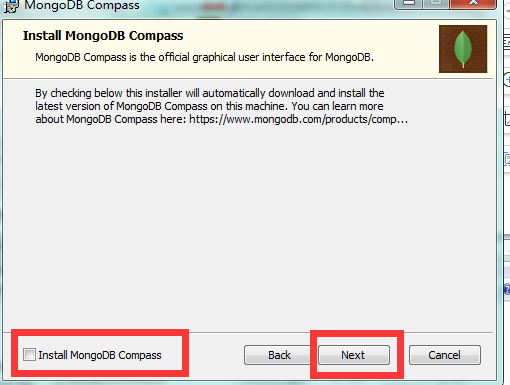 MongoDB Compass
Install MongoDB Compass
MongoDB Compass is the official graphical user interface for MongoDB.
By checking below this installer will automatically download and install the
latest version of MongoDB Compass on this machine. You can learn more
about MongoDB Compass here: https://www.mongodb.com/products/comp...
Install MongoDB Compass
Back
Next
Cancel